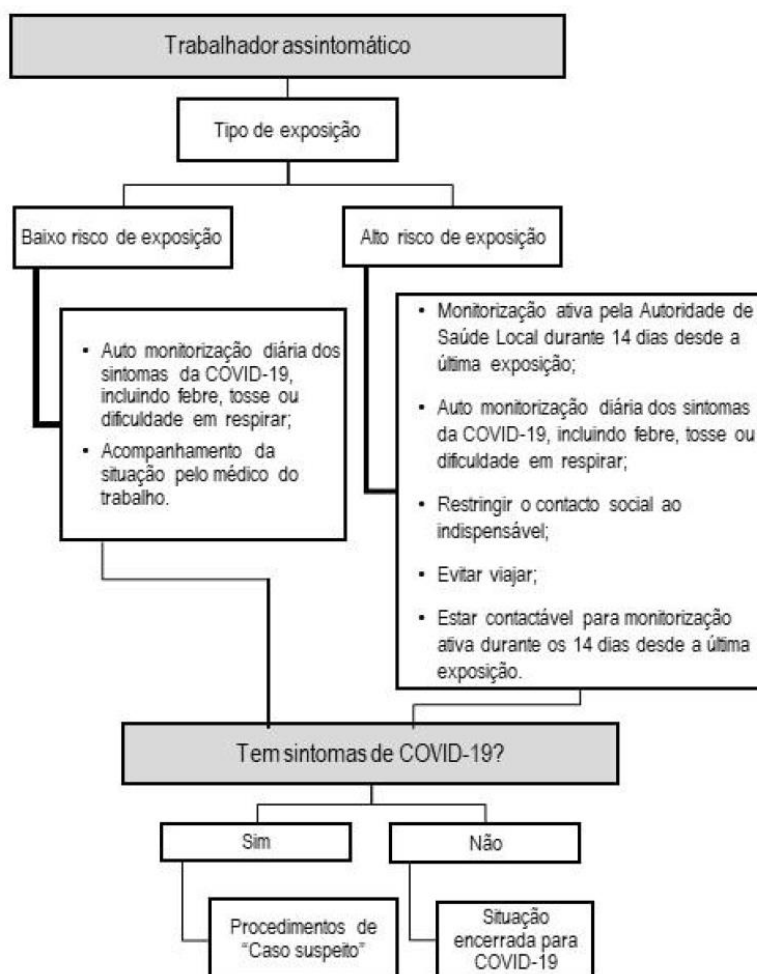 Trabalhador assintomático
Tipo de exposição
Baixo risco de exposição
Alto risco de exposição
• Auto monitorização diária dos
sintomas da COVID-19,
incluindo febre, tosse ou
dificuldade em respirar;
• Acompanhamento da
situação pelo médico do
trabalho.
• Monitorização ativa pela Autoridade de
Saúde Local durante 14 dias desde a
última exposição;
• Auto monitorização diária dos sintomas
da COVID-19, incluindo febre, tosse ou
dificuldade em respirar;
• Restringir o contacto social ao
indispensável;
• Evitar viajar;
• Estar contactável para monitorização
ativa durante os 14 dias desde a última
exposição.
Tem sintomas de COVID-19?
Sim
Não
Procedimentos de
“Caso suspeito”
Situação
encerrada para
COVID-19